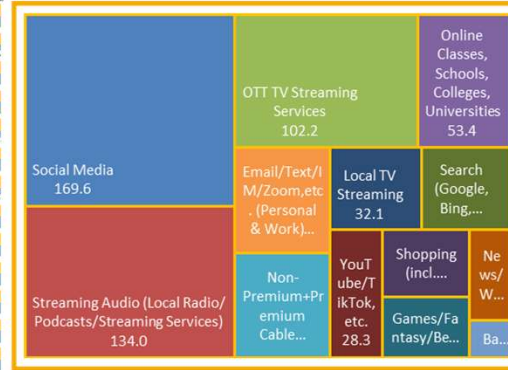 Social Media
169.6
Streaming Audio (Local Radio/
Podcasts/Streaming Services)
134.0
OTT TV Streaming
Services
102.2
Online
Classes,
Schools,
Colleges,
Universities
53.4
Email/Text/I
M/Zoom,etc
. (Personal
& Work)...
Local TV
Streaming
32.1
Search
(Google,
Bing,...
Non-
Premium+Pr
emium
Cable...
YouT
ube/T
ikTok,
etc.
28.3
Shopping
(incl....
Games/Fa
ntasy/Be...
Ne
ws/
W...
Ba...